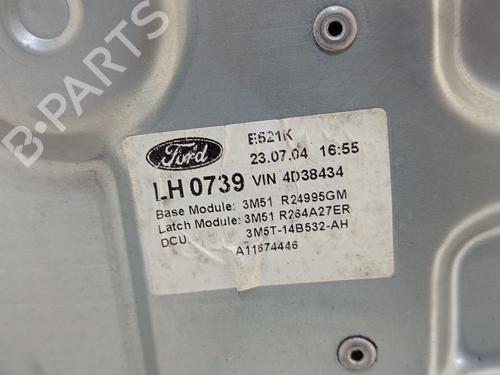 Ford E521K
23.07.04 16:55
LH 0739 VIN 4D38434
Base Module: 3M51 R24995GM
Latch Module: 3M51 R264A27ER
DCU: 3M5T-14B532-AH
A11674446
B-PARTS